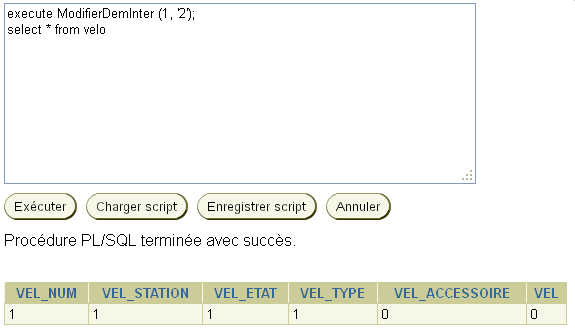 execute ModifierDemInter (1, '2');
select * from velo
Exécuter Charger script Enregistrer script Annuler
Procédure PL/SQL terminée avec succès.
VEL_NUM VEL_STATION VEL_ETAT VEL_TYPE VEL_ACCESSOIRE VEL
1 1 1 1 0 0